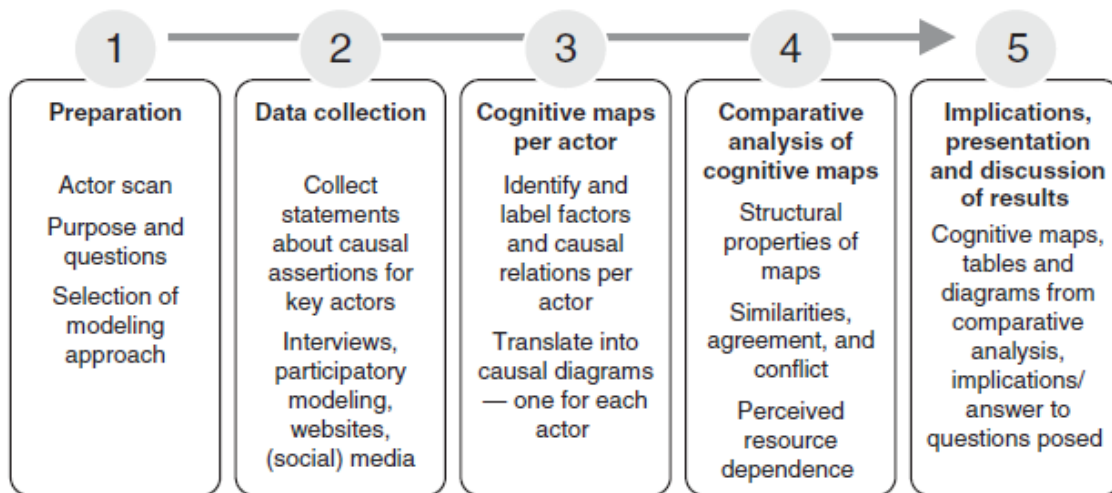 1
Preparation
Actor scan
Purpose and
questions
Selection of
modeling
approach
2
Data collection
Collect
statements
about causal
assertions for
key actors
Interviews,
participatory
modeling,
websites,
(social) media
3
Cognitive maps
per actor
Identify and
label factors
and causal
relations per
actor
Translate into
causal diagrams
— one for each
actor
4
Comparative
analysis of
cognitive maps
Structural
properties of
maps
Similarities,
agreement, and
conflict
Perceived
resource
dependence
5
Implications,
presentation
and discussion
of results
Cognitive maps,
tables and
diagrams from
comparative
analysis,
implications/
answer to
questions posed